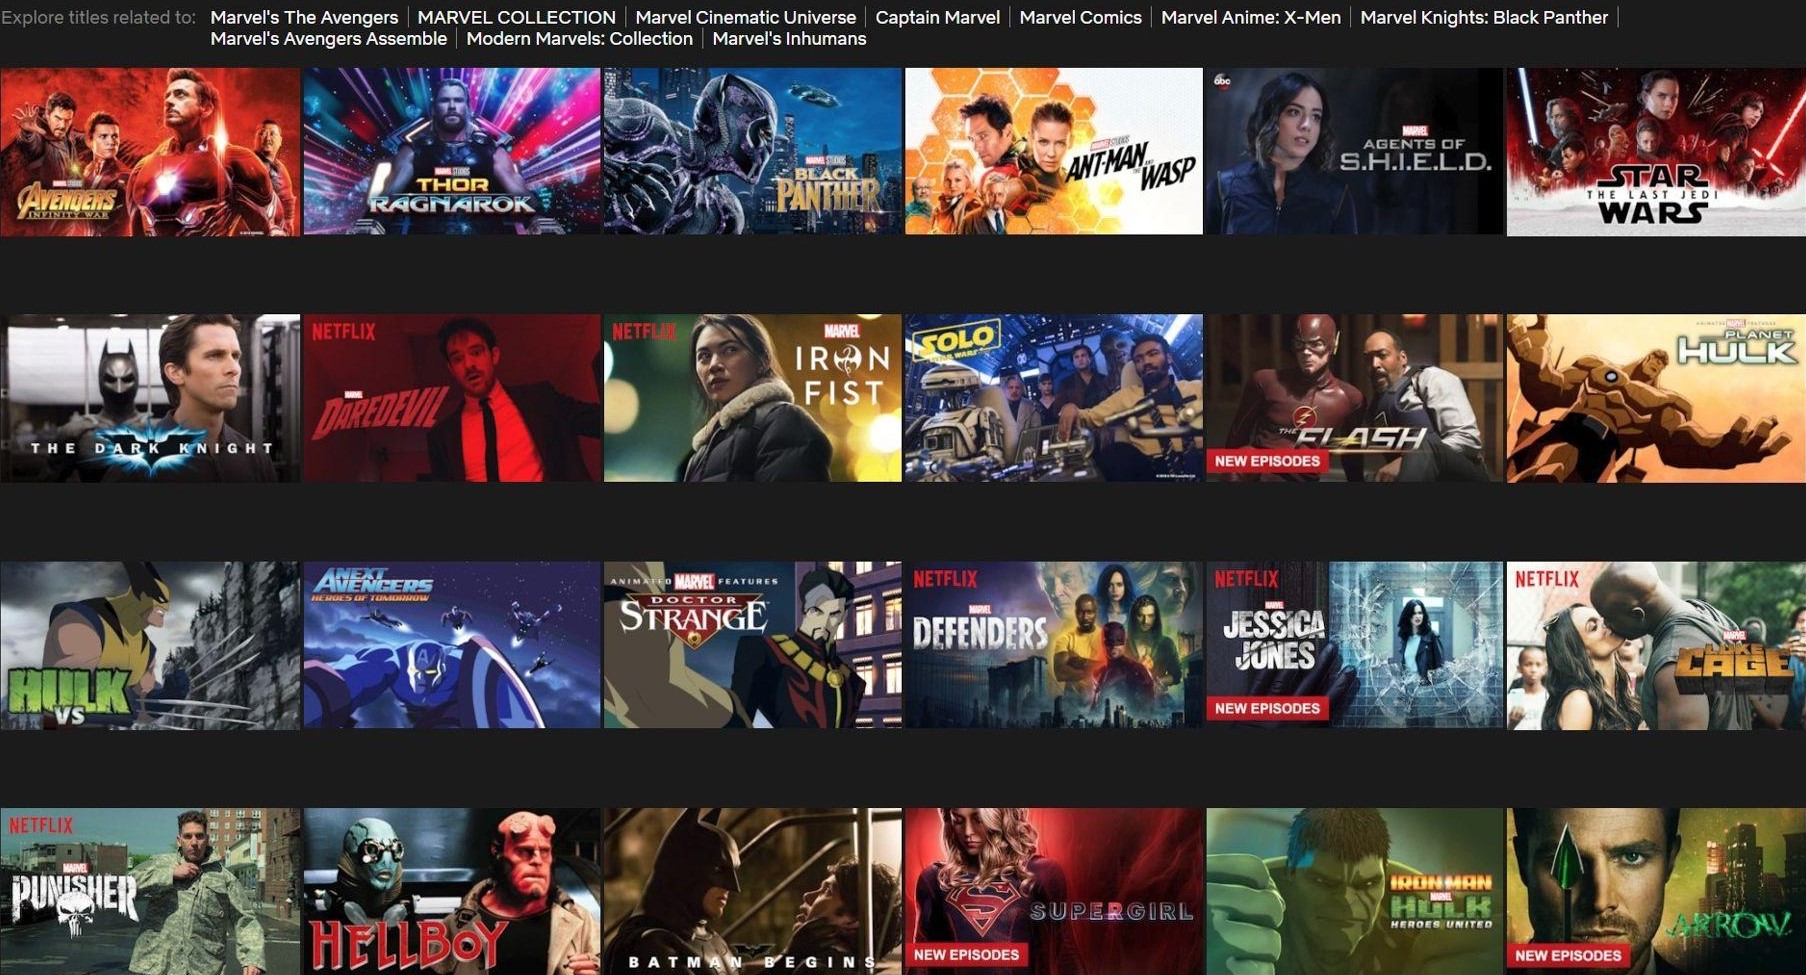 Explore titles related to: Marvel's The Avengers | MARVEL COLLECTION | Marvel Cinematic Universe | Captain Marvel | Marvel Comics | Marvel Anime: X-Men | Marvel Knights: Black Panther |
Marvel's Avengers Assemble | Modern Marvels: Collection | Marvel's Inhumans
MARVEL STUDIOS
AVENGERS
INFINITY WAR
MARVEL STUDIOS
THOR
RAGNAROK
MARVEL STUDIOS
BLACK
PANTHER
MARVEL STUDIOS
ANT-MAN
AND THE WASP
abc
MARVEL
AGENTS OF
S.H.I.E.L.D.
STAR
THE LAST JEDI
WARS
THE DARK KNIGHT
NETFLIX
MARVEL
DAREDEVIL
NETFLIX
MARVEL
IRON
FIST
SOLO
STAR WARS
THE FLASH
NEW EPISODES
ANIMATED MARVEL FEATURES
PLANET
HULK
HULK
VS
NEXT
AVENGERS
HEROES OF TOMORROW
ANIMATED MARVEL FEATURES
DOCTOR
STRANGE
NETFLIX
MARVEL
DEFENDERS
NETFLIX
MARVEL
JESSICA
JONES
NEW EPISODES
NETFLIX
MARVEL
LUKE
CAGE
NETFLIX
MARVEL
PUNISHER
HELLBOY
BATMAN BEGINS
SUPERGIRL
NEW EPISODES
IRON MAN
MARVEL
HULK
HEROES UNITED
ARROW
NEW EPISODES